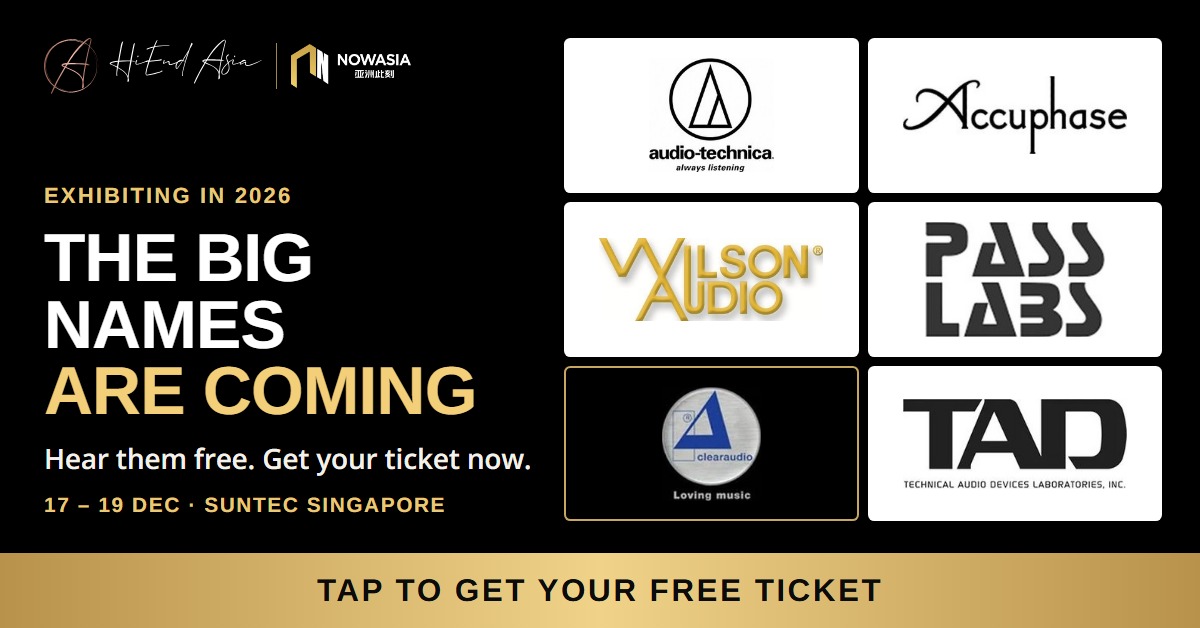 HiEnd Asia
NOWASIA
亚洲此刻
EXHIBITING IN 2026
THE BIG
NAMES
ARE COMING
Hear them free. Get your ticket now.
17 – 19 DEC · SUNTEC SINGAPORE
audio-technica.
always listening
Accuphase
WILSON®
AUDIO
PASS
LABS
®
clearaudio
Loving music
TAD
TECHNICAL AUDIO DEVICES LABORATORIES, INC.
TAP TO GET YOUR FREE TICKET